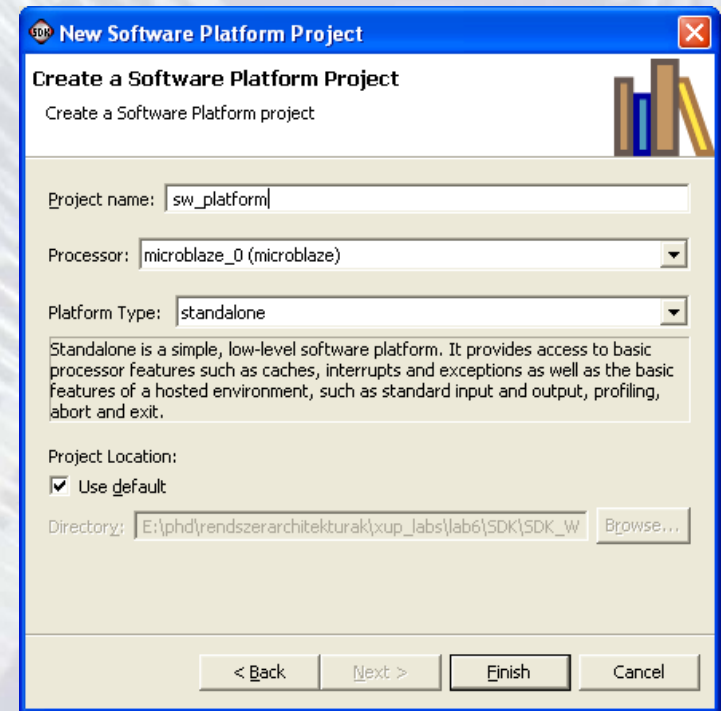 SDK New Software Platform Project
Create a Software Platform Project
Create a Software Platform project
Project name: sw_platform
Processor: microblaze_0 (microblaze)
Platform Type: standalone
Standalone is a simple, low-level software platform. It provides access to basic
processor features such as caches, interrupts and exceptions as well as the basic
features of a hosted environment, such as standard input and output, profiling,
abort and exit.
Project Location:
Use default
Directory: E:\phd\rendszerarchitekturak\xup_labs\lab6\SDK\SDK_W Browse...
< Back Next > Finish Cancel